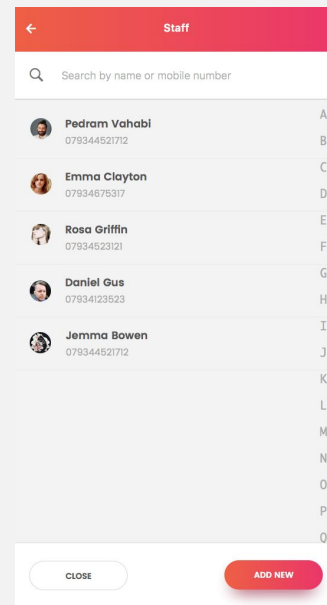 Staff
Search by name or mobile number
Pedram Vahabi
079344521712
Emma Clayton
07934675317
Rosa Griffin
07934523121
Daniel Gus
07934123523
Jemma Bowen
079344521712
A
B
C
D
E
F
G
H
I
J
K
L
M
N
O
P
Q
CLOSE
ADD NEW